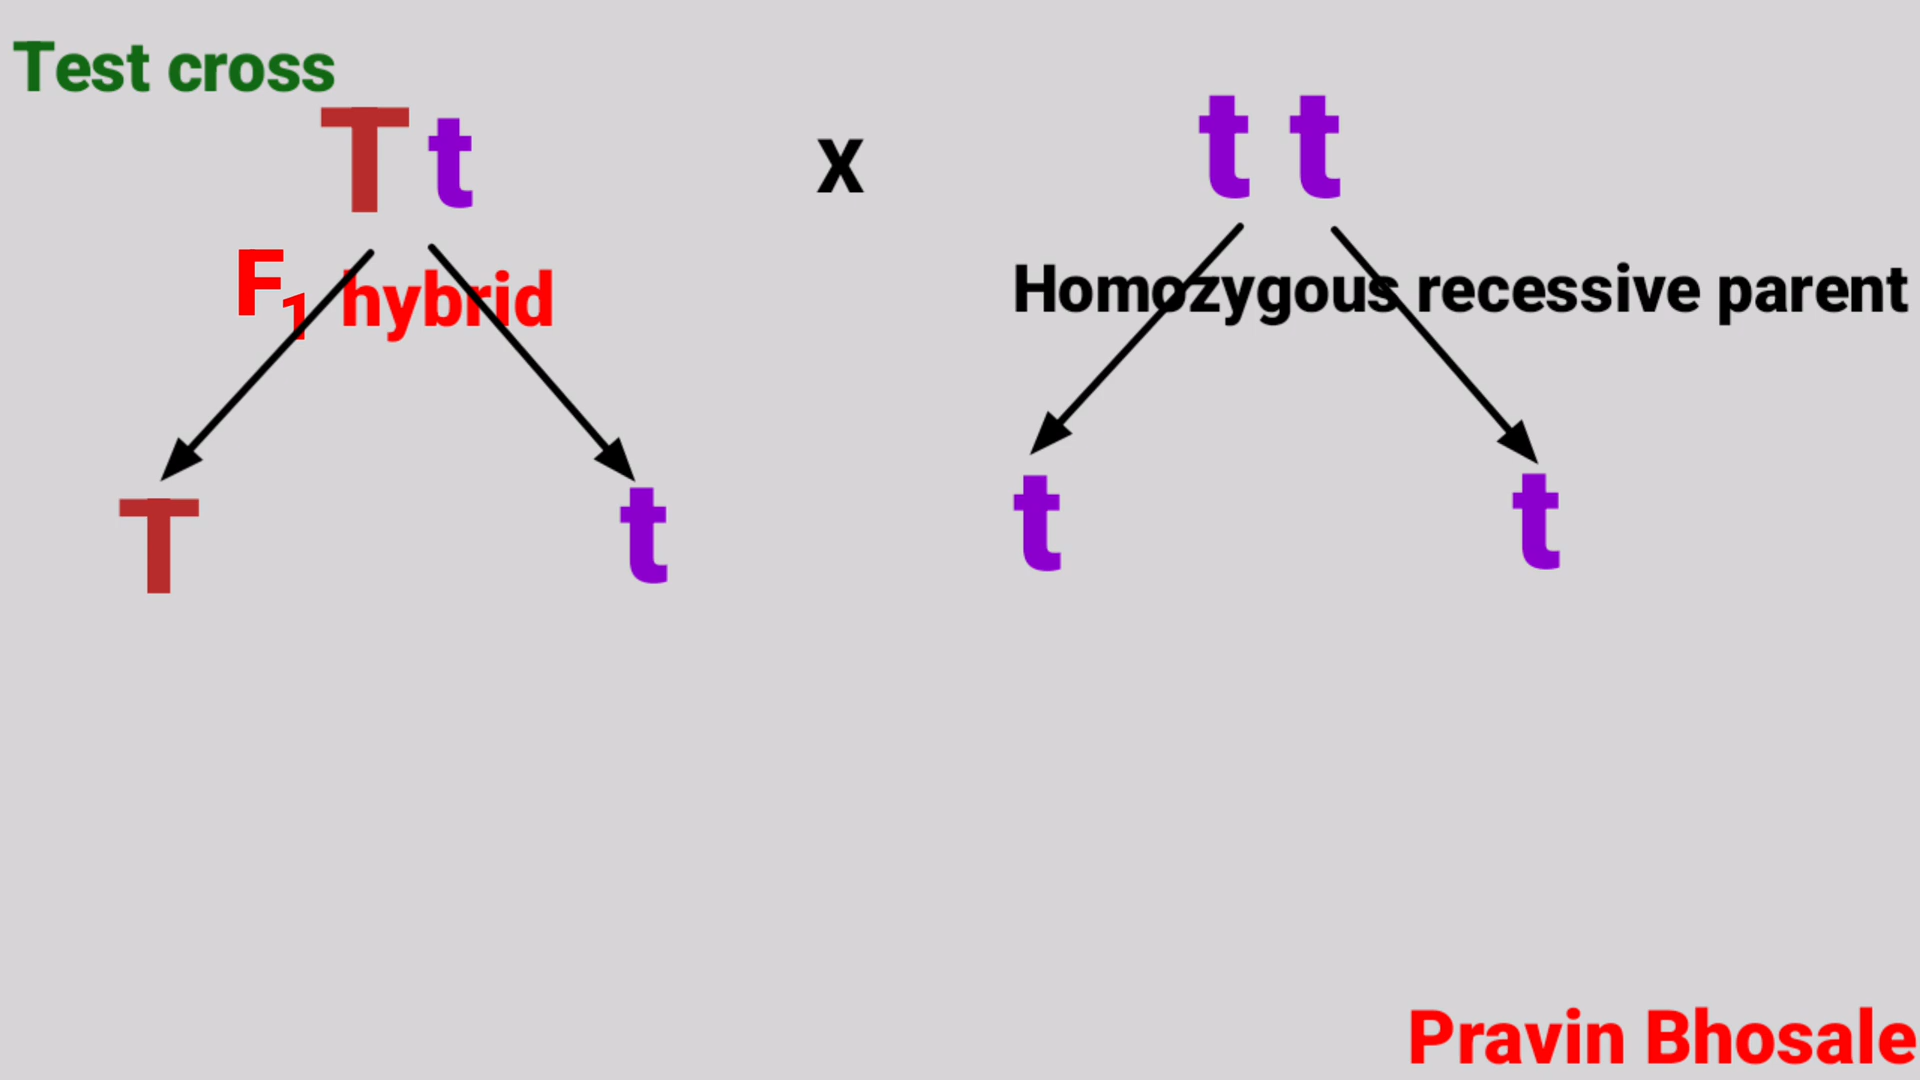 Test cross
T t x t t
F1 hybrid Homozygous recessive parent
T t t t
Pravin Bhosale